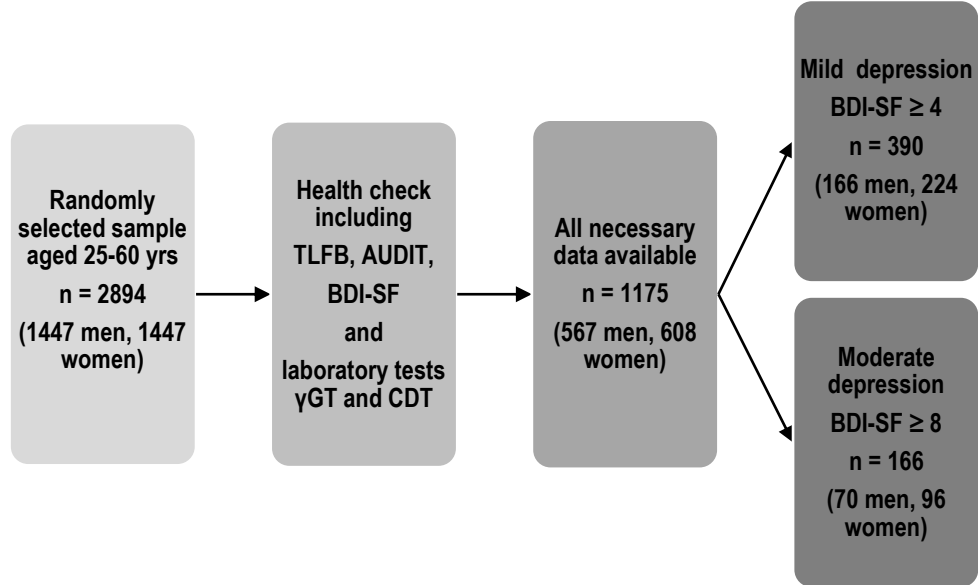 Randomly
selected sample
aged 25-60 yrs
n = 2894
(1447 men, 1447
women)
Health check
including
TLFB, AUDIT,
BDI-SF
and
laboratory tests
γGT and CDT
All necessary
data available
n = 1175
(567 men, 608
women)
Mild depression
BDI-SF ≥ 4
n = 390
(166 men, 224
women)
Moderate
depression
BDI-SF ≥ 8
n = 166
(70 men, 96
women)